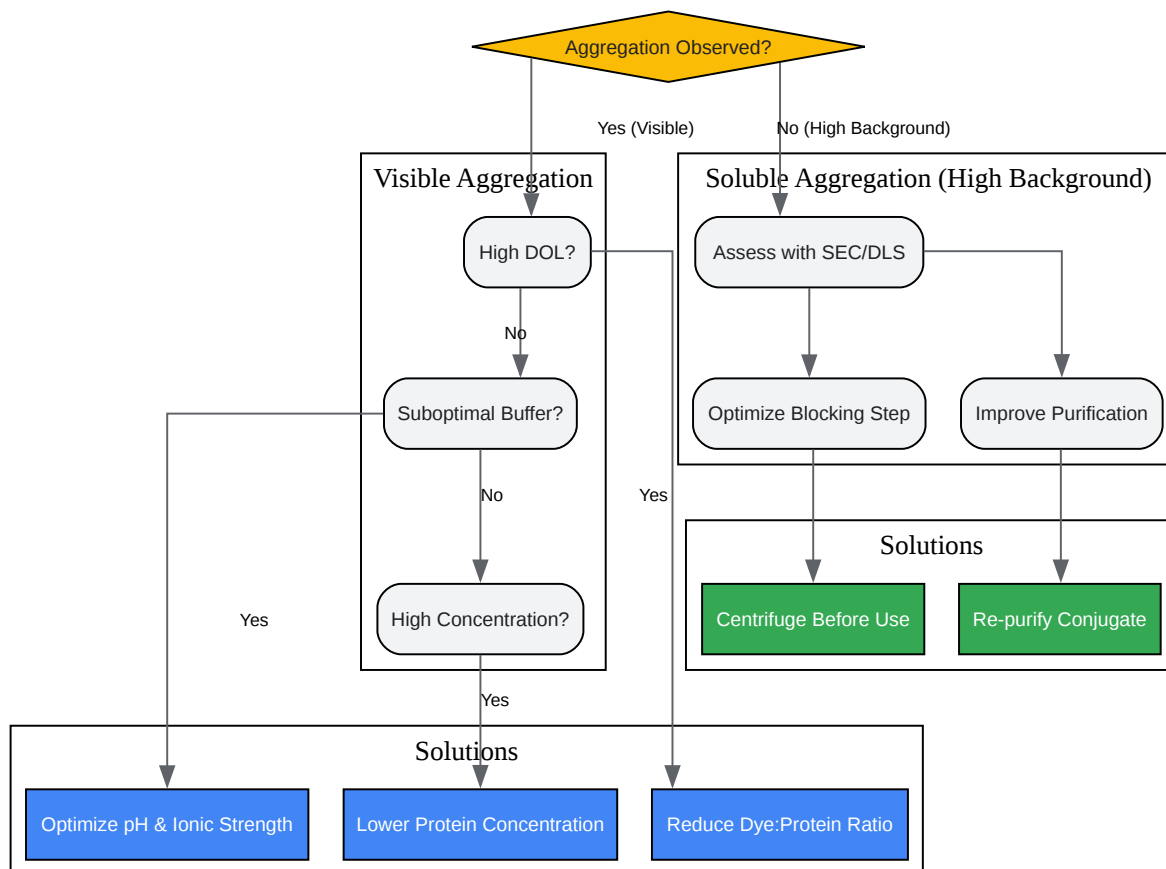 Aggregation Observed?
Yes (Visible)
No (High Background)
Visible Aggregation
Soluble Aggregation (High Background)
High DOL?
Assess with SEC/DLS
No
Suboptimal Buffer?
Optimize Blocking Step
Improve Purification
No
Yes
Solutions
High Concentration?
Yes
Centrifuge Before Use
Re-purify Conjugate
Yes
Solutions
Optimize pH & Ionic Strength
Lower Protein Concentration
Reduce Dye:Protein Ratio